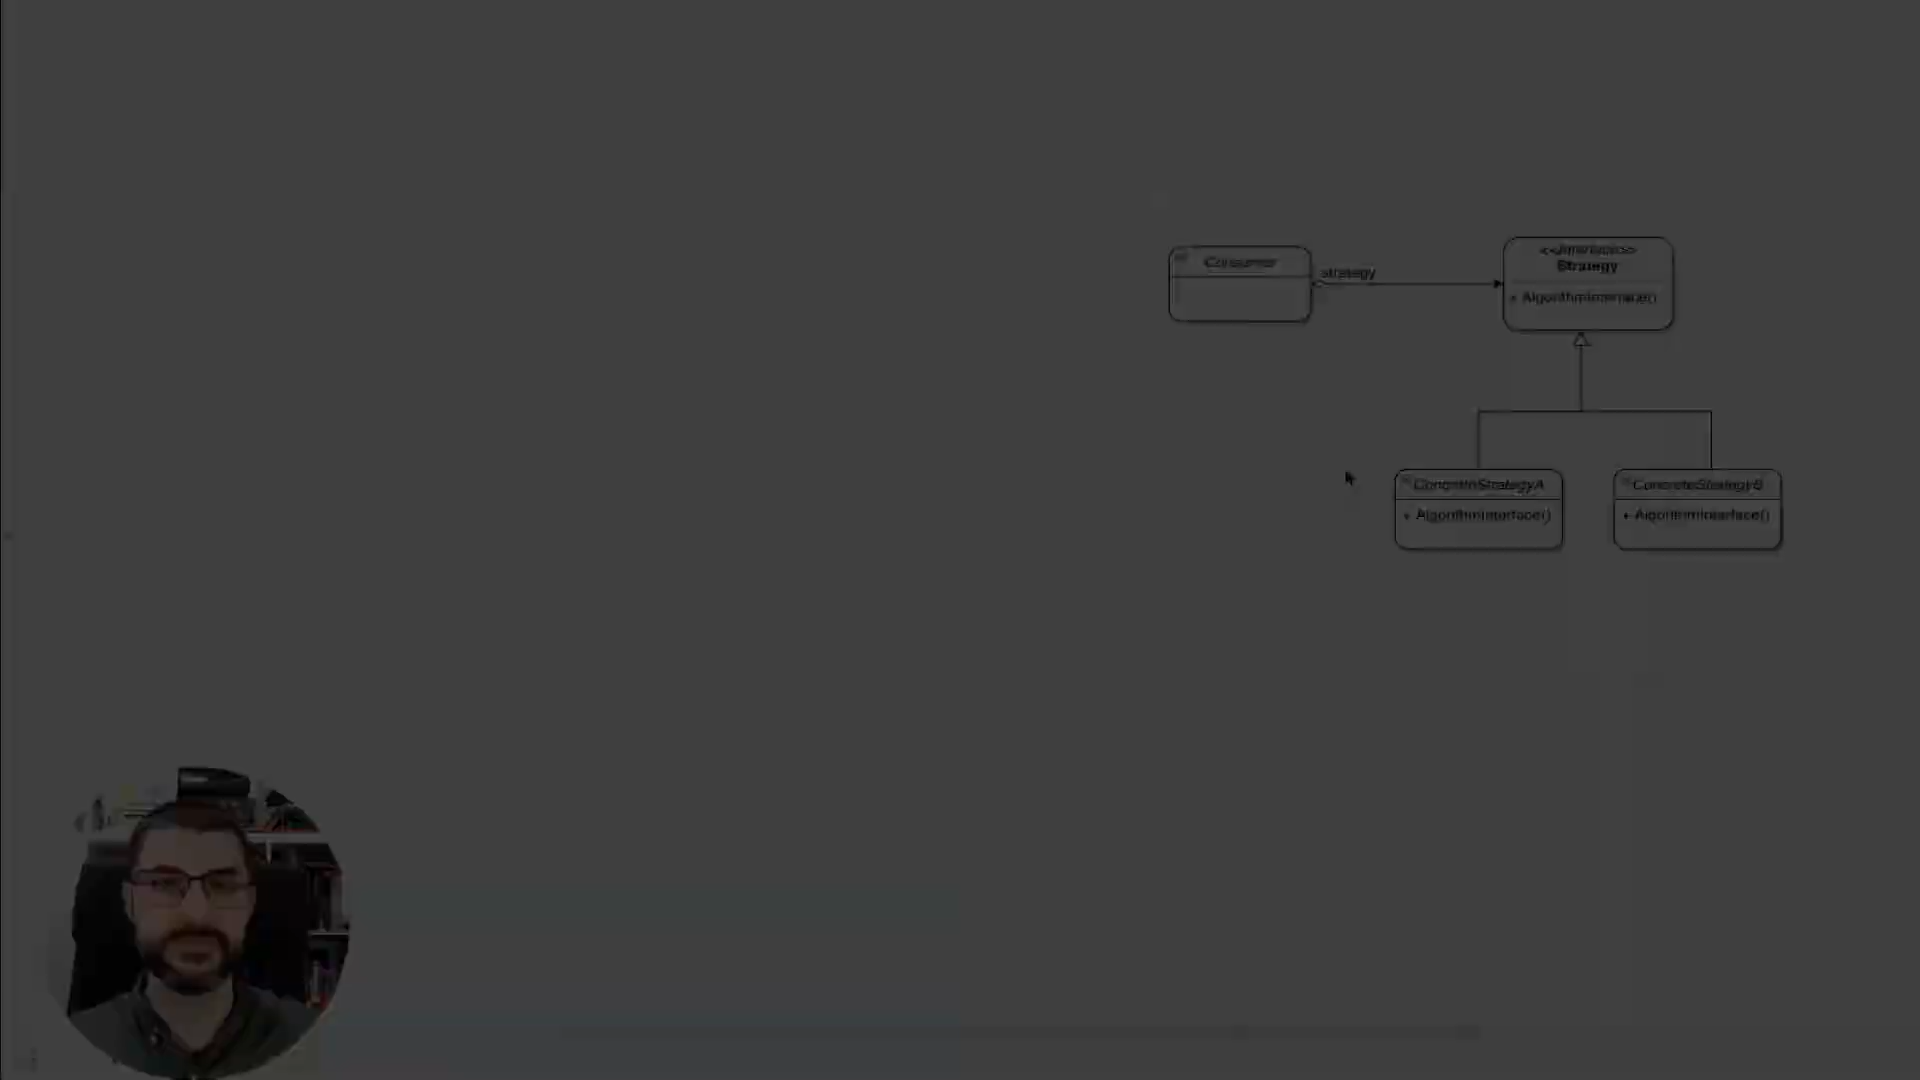 Consumer
strategy
<<Interface>>
Strategy
+ AlgorithmInterface()
ConcreteStrategyA
+ AlgorithmInterface()
ConcreteStrategyB
+ AlgorithmInterface()